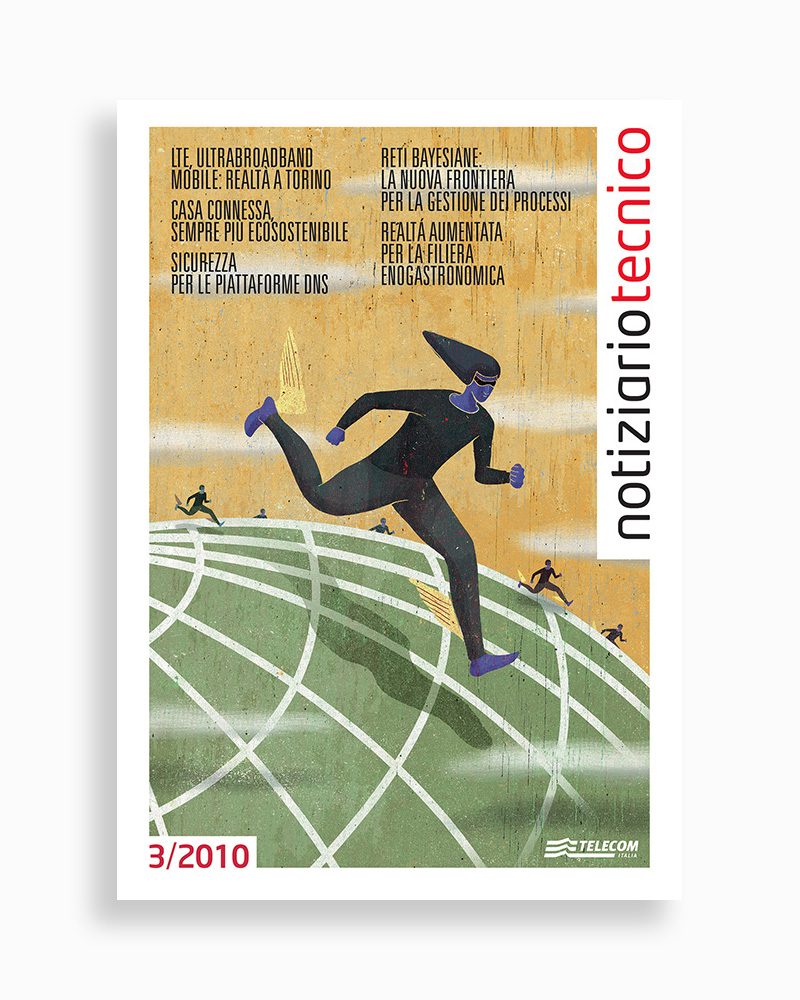 LTE, ULTRABROADBAND
MOBILE: REALTÀ A TORINO
CASA CONNESSA,
SEMPRE PIÙ ECOSOSTENIBILE
SICUREZZA
PER LE PIATTAFORME DNS
RETI BAYESIANE:
LA NUOVA FRONTIERA
PER LA GESTIONE DEI PROCESSI
REALTÁ AUMENTATA
PER LA FILIERA
ENOGASTRONOMICA
notiziariotecnico
3/2010
TELECOM
ITALIA